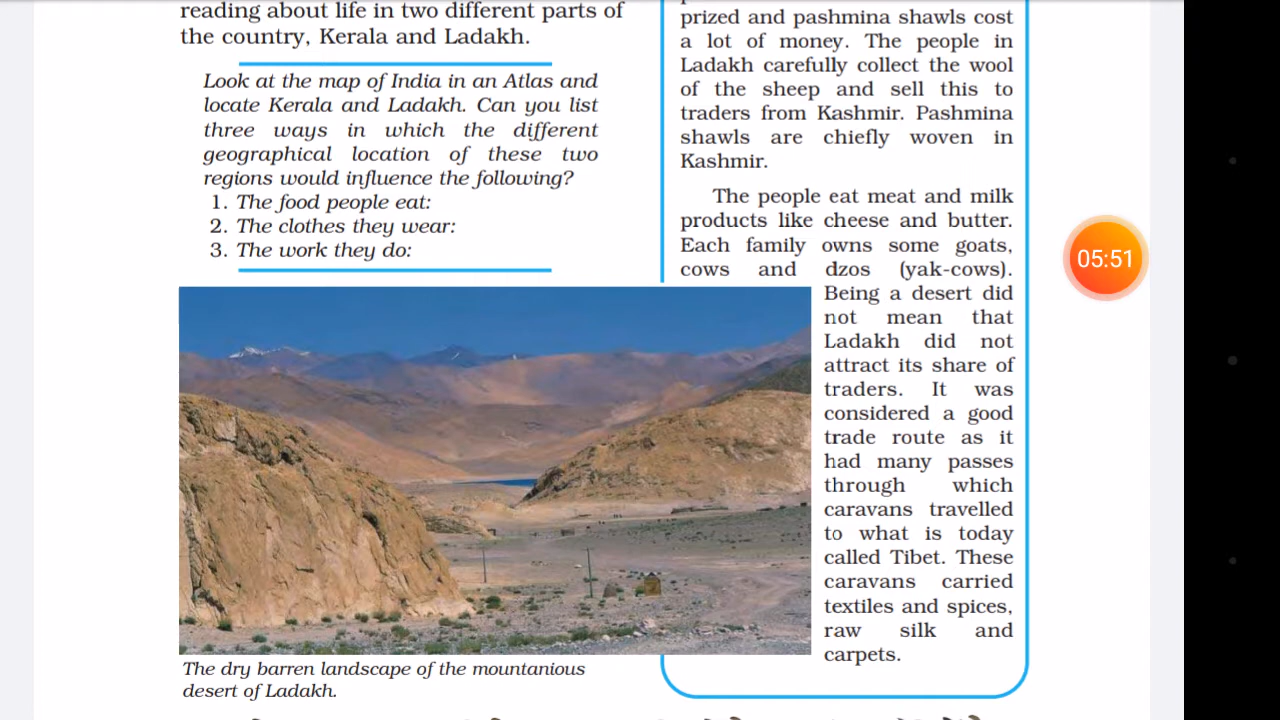 reading about life in two different parts of
the country, Kerala and Ladakh.
Look at the map of India in an Atlas and
locate Kerala and Ladakh. Can you list
three ways in which the different
geographical location of these two
regions would influence the following?
1. The food people eat:
2. The clothes they wear:
3. The work they do:
The dry barren landscape of the mountanious
desert of Ladakh.
prized and pashmina shawls cost
a lot of money. The people in
Ladakh carefully collect the wool
of the sheep and sell this to
traders from Kashmir. Pashmina
shawls are chiefly woven in
Kashmir.
The people eat meat and milk
products like cheese and butter.
Each family owns some goats,
cows and dzos (yak-cows).
Being a desert did
not mean that
Ladakh did not
attract its share of
traders. It was
considered a good
trade route as it
had many passes
through which
caravans travelled
to what is today
called Tibet. These
caravans carried
textiles and spices,
raw silk and
carpets.
05:51